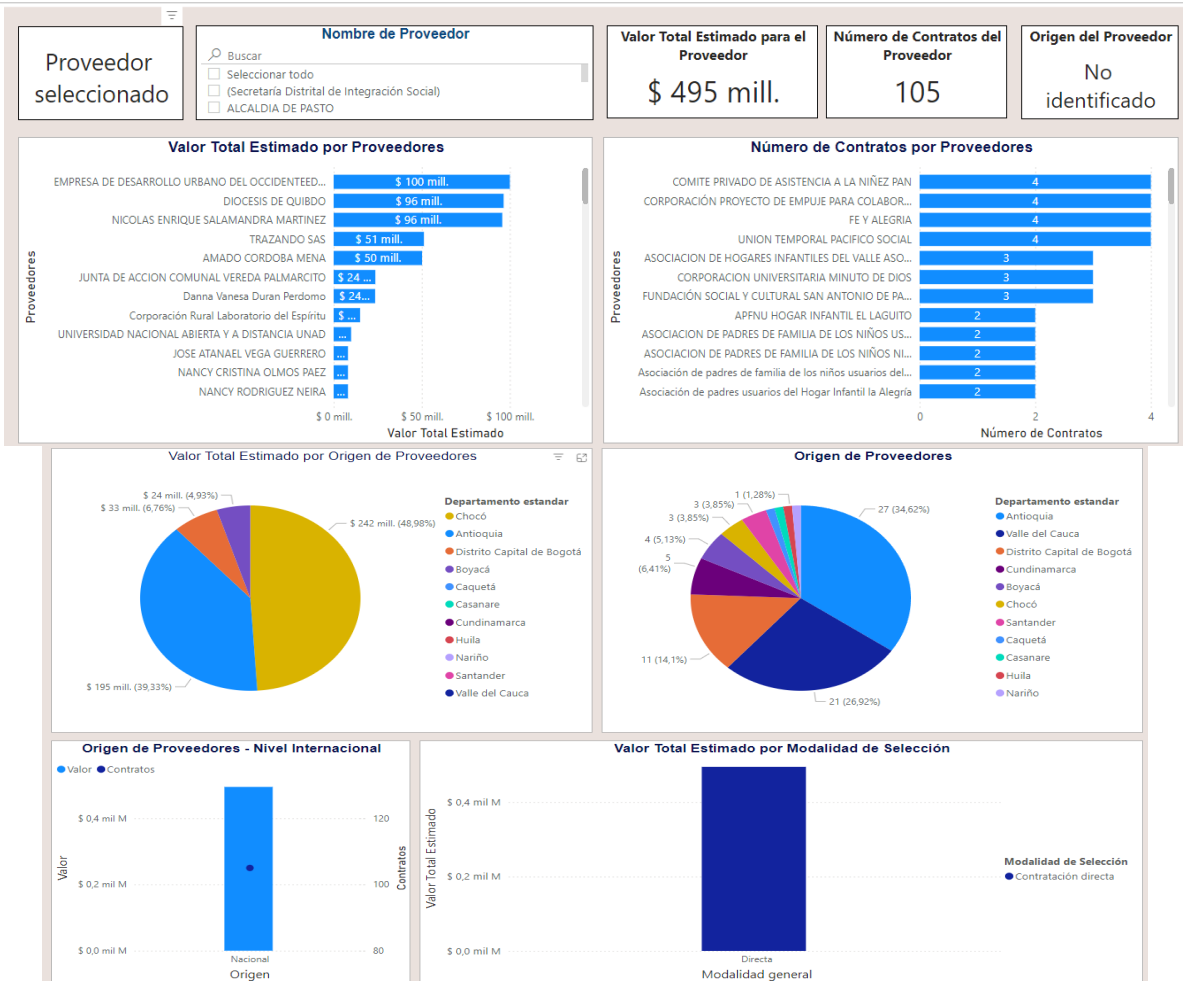 Proveedor
seleccionado
Nombre de Proveedor
Buscar
Seleccionar todo
(Secretaría Distrital de Integración Social)
ALCALDIA DE PASTO
Valor Total Estimado para el
Proveedor
$ 495 mill.
Número de Contratos del
Proveedor
105
Origen del Proveedor
No
identificado
Valor Total Estimado por Proveedores
Proveedores
EMPRESA DE DESARROLLO URBANO DEL OCCIDENTEED...
$ 100 mill.
DIOCESIS DE QUIBDO
$ 96 mill.
NICOLAS ENRIQUE SALAMANDRA MARTINEZ
$ 96 mill.
TRAZANDO SAS
$ 51 mill.
AMADO CORDOBA MENA
$ 50 mill.
JUNTA DE ACCION COMUNAL VEREDA PALMARCITO
$ 24 ...
Danna Vanesa Duran Perdomo
$ 24...
Corporación Rural Laboratorio del Espíritu
$ ...
UNIVERSIDAD NACIONAL ABIERTA Y A DISTANCIA UNAD
...
JOSE ATANAEL VEGA GUERRERO
...
NANCY CRISTINA OLMOS PAEZ
...
NANCY RODRIGUEZ NEIRA
...
$ 0 mill.
$ 50 mill.
$ 100 mill.
Valor Total Estimado
Número de Contratos por Proveedores
Proveedores
COMITE PRIVADO DE ASISTENCIA A LA NIÑEZ PAN
4
CORPORACIÓN PROYECTO DE EMPUJE PARA COLABOR...
4
FE Y ALEGRIA
4
UNION TEMPORAL PACIFICO SOCIAL
4
ASOCIACION DE HOGARES INFANTILES DEL VALLE ASO...
3
CORPORACION UNIVERSITARIA MINUTO DE DIOS
3
FUNDACIÓN SOCIAL Y CULTURAL SAN ANTONIO DE PA...
3
APFNU HOGAR INFANTIL EL LAGUITO
2
ASOCIACION DE PADRES DE FAMILIA DE LOS NIÑOS US...
2
ASOCIACION DE PADRES DE FAMILIA DE LOS NIÑOS NI...
2
Asociación de padres de familia de los niños usuarios del...
2
Asociación de padres usuarios del Hogar Infantil la Alegría
2
0
2
4
Número de Contratos
Valor Total Estimado por Origen de Proveedores
$ 24 mill. (4,93%)
$ 33 mill. (6,76%)
$ 242 mill. (48,98%)
$ 195 mill. (39,33%)
Departamento estandar
Chocó
Antioquia
Distrito Capital de Bogotá
Boyacá
Caquetá
Casanare
Cundinamarca
Huila
Nariño
Santander
Valle del Cauca
Origen de Proveedores
1 (1,28%)
3 (3,85%)
3 (3,85%)
4 (5,13%)
5
(6,41%)
11 (14,1%)
21 (26,92%)
27 (34,62%)
Departamento estandar
Antioquia
Valle del Cauca
Distrito Capital de Bogotá
Cundinamarca
Boyacá
Chocó
Santander
Caquetá
Casanare
Huila
Nariño
Origen de Proveedores - Nivel Internacional
Valor
Contratos
Valor
$ 0,4 mil M
$ 0,2 mil M
$ 0,0 mil M
120
100
80
Contratos
Nacional
Origen
Valor Total Estimado por Modalidad de Selección
Valor Total Estimado
$ 0,4 mil M
$ 0,2 mil M
$ 0,0 mil M
Directa
Modalidad general
Modalidad de Selección
Contratación directa